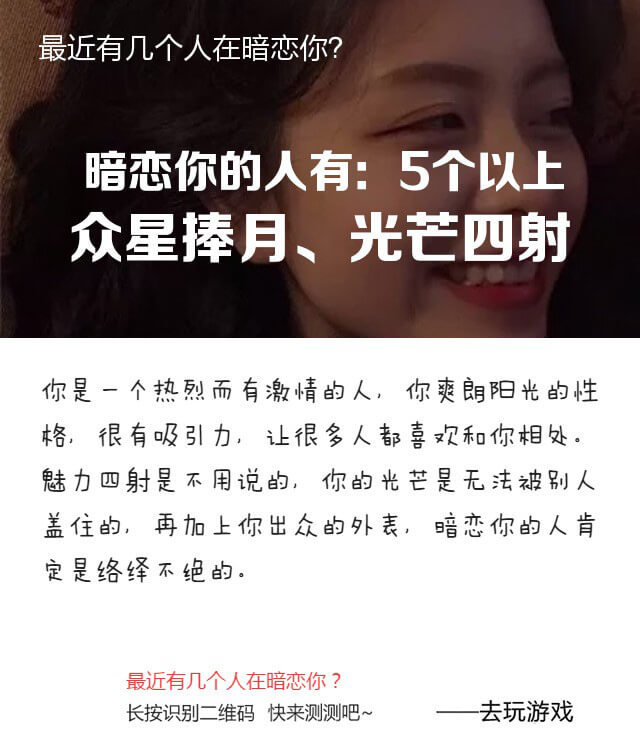 最近有几个人在暗恋你？
暗恋你的人有：5个以上
众星捧月、光芒四射
你是一个热烈而有激情的人，你爽朗阳光的性
格，很有吸引力，让很多人都喜欢和你相处。
魅力四射是不用说的，你的光芒是无法被别人
盖住的，再加上你出众的外表，暗恋你的人肯
定是络绎不绝的。
最近有几个人在暗恋你？
长按识别二维码 快来测测吧~ ——去玩游戏